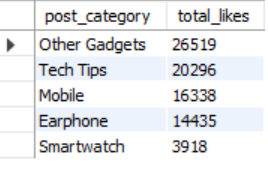 post_category total_likes
Other Gadgets 26519
Tech Tips 20296
Mobile 16338
Earphone 14435
Smartwatch 3918